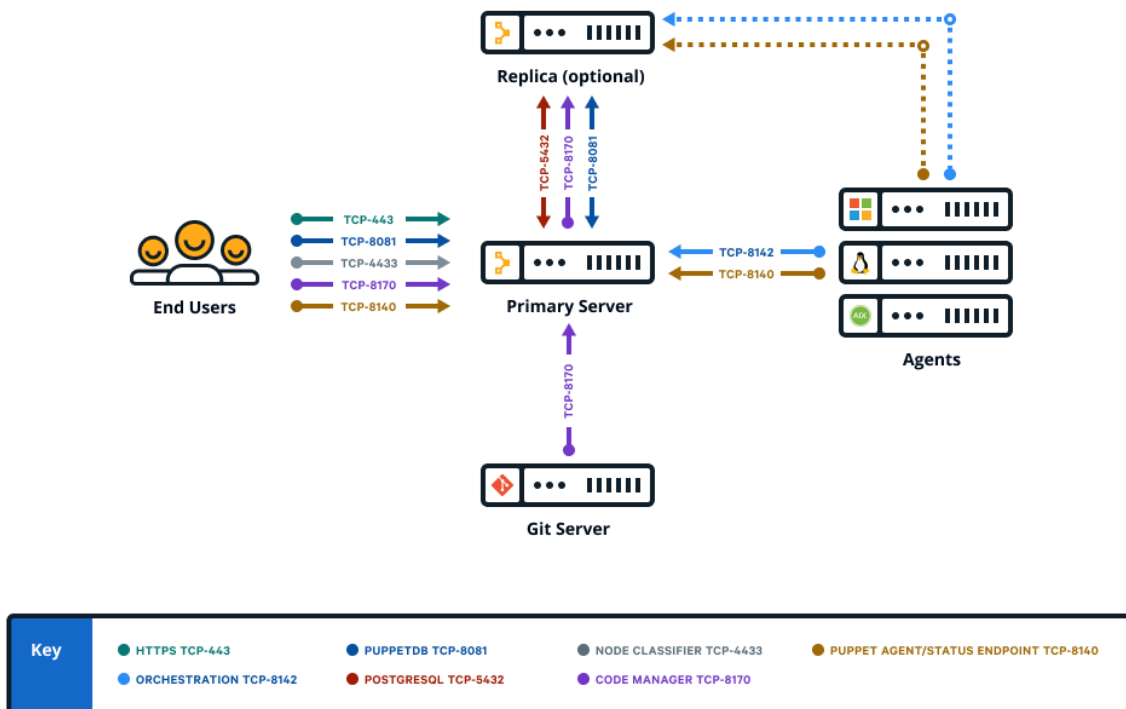 Replica (optional)
TCP-5432
TCP-8170
TCP-8081
TCP-443
TCP-8081
TCP-4433
TCP-8170
TCP-8140
End Users
Primary Server
TCP-8142
TCP-8140
AIX
Agents
TCP-8170
Git Server
Key
HTTPS TCP-443
PUPPETDB TCP-8081
NODE CLASSIFIER TCP-4433
PUPPET AGENT/STATUS ENDPOINT TCP-8140
ORCHESTRATION TCP-8142
POSTGRESQL TCP-5432
CODE MANAGER TCP-8170